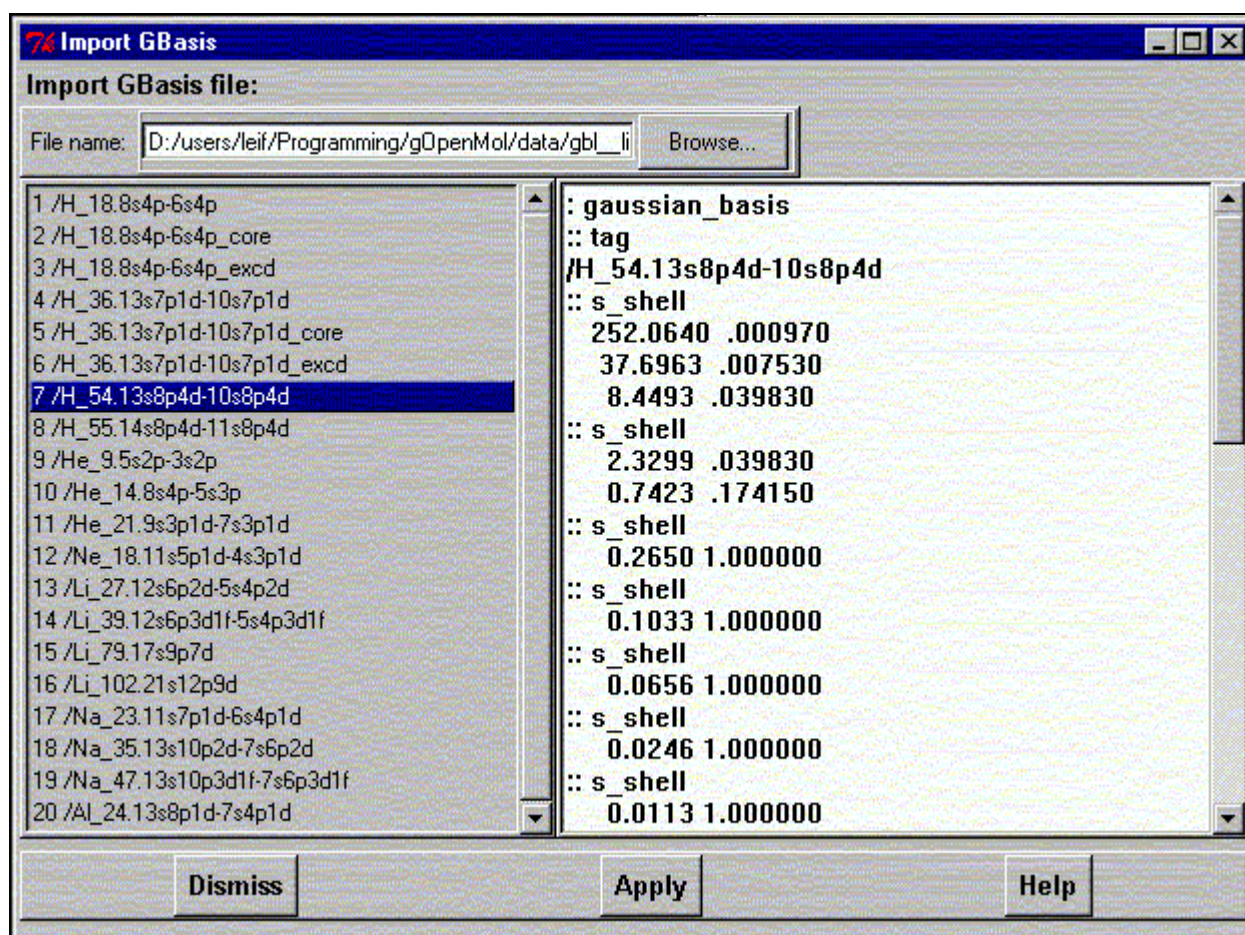 Import GBasis
Import GBasis file:
File name: D:/users/leif/Programming/gOpenMol/data/gbl__li Browse...
1 /H_18.8s4p-6s4p
2 /H_18.8s4p-6s4p_core
3 /H_18.8s4p-6s4p_excd
4 /H_36.13s7p1d-10s7p1d
5 /H_36.13s7p1d-10s7p1d_core
6 /H_36.13s7p1d-10s7p1d_excd
7 /H_54.13s8p4d-10s8p4d
8 /H_55.14s8p4d-11s8p4d
9 /He_9.5s2p-3s2p
10 /He_14.8s4p-5s3p
11 /He_21.9s3p1d-7s3p1d
12 /Ne_18.11s5p1d-4s3p1d
13 /Li_27.12s6p2d-5s4p2d
14 /Li_39.12s6p3d1f-5s4p3d1f
15 /Li_79.17s9p7d
16 /Li_102.21s12p9d
17 /Na_23.11s7p1d-6s4p1d
18 /Na_35.13s10p2d-7s6p2d
19 /Na_47.13s10p3d1f-7s6p3d1f
20 /Al_24.13s8p1d-7s4p1d
: gaussian_basis
:: tag
/H_54.13s8p4d-10s8p4d
:: s_shell
252.0640 .000970
37.6963 .007530
8.4493 .039830
:: s_shell
2.3299 .039830
0.7423 .174150
:: s_shell
0.2650 1.000000
:: s_shell
0.1033 1.000000
:: s_shell
0.0656 1.000000
:: s_shell
0.0246 1.000000
:: s_shell
0.0113 1.000000
Dismiss Apply Help